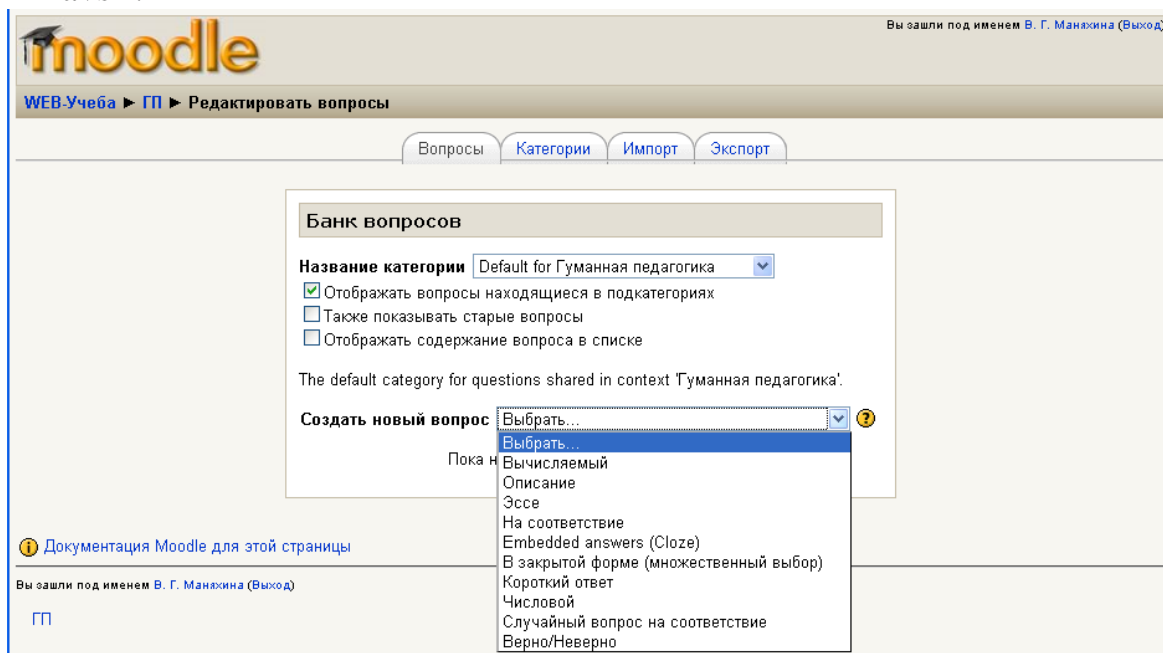 moodle
Вы зашли под именем В. Г. Маняхина (Выход)
WEB-Учеба ► ГП ► Редактировать вопросы
Вопросы Категории Импорт Экспорт
Банк вопросов
Название категории Default for Гуманная педагогика
Отображать вопросы находящиеся в подкатегориях
Также показывать старые вопросы
Отображать содержание вопроса в списке
The default category for questions shared in context 'Гуманная педагогика'.
Создать новый вопрос Выбрать...
Выбрать...
Пока н
Вычисляемый
Описание
Эссе
На соответствие
Embedded answers (Cloze)
В закрытой форме (множественный выбор)
Короткий ответ
Числовой
Случайный вопрос на соответствие
Верно/Неверно
Документация Moodle для этой страницы
Вы зашли под именем В. Г. Маняхина (Выход)
ГП